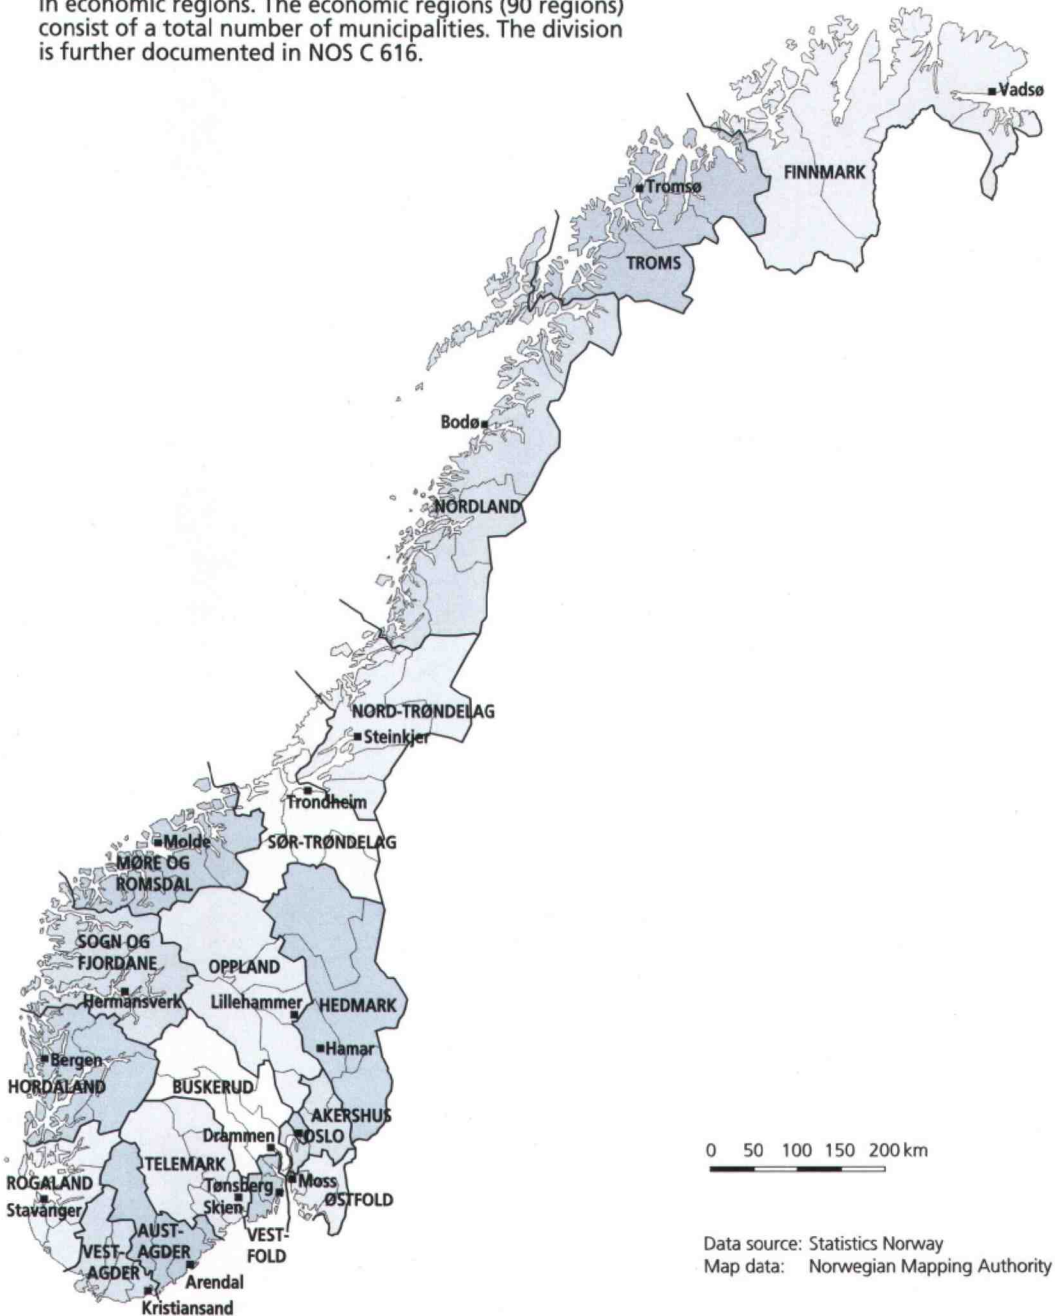 in economic regions. The economic regions (90 regions)
consist of a total number of municipalities. The division
is further documented in NOS C 616.
Vadsø
FINNMARK
Tromsø
TROMS
Bodø
NORDLAND
NORD-TRØNDELAG
Steinkjer
Trondheim
Molde
SØR-TRØNDELAG
MØRE OG
ROMSDAL
SOGN OG
FJORDANE
OPPLAND
Hermansverk
Lillehammer
HEDMARK
Hamar
Bergen
HORDALAND
BUSKERUD
AKERSHUS
Drammen
OSLO
TELEMARK
ROGALAND
Tønsberg
Moss
Stavanger
Skien
ØSTFOLD
AUST-
AGDER
VEST-
FOLD
VEST-
AGDER
Arendal
Kristiansand
0 50 100 150 200 km
Data source: Statistics Norway
Map data: Norwegian Mapping Authority